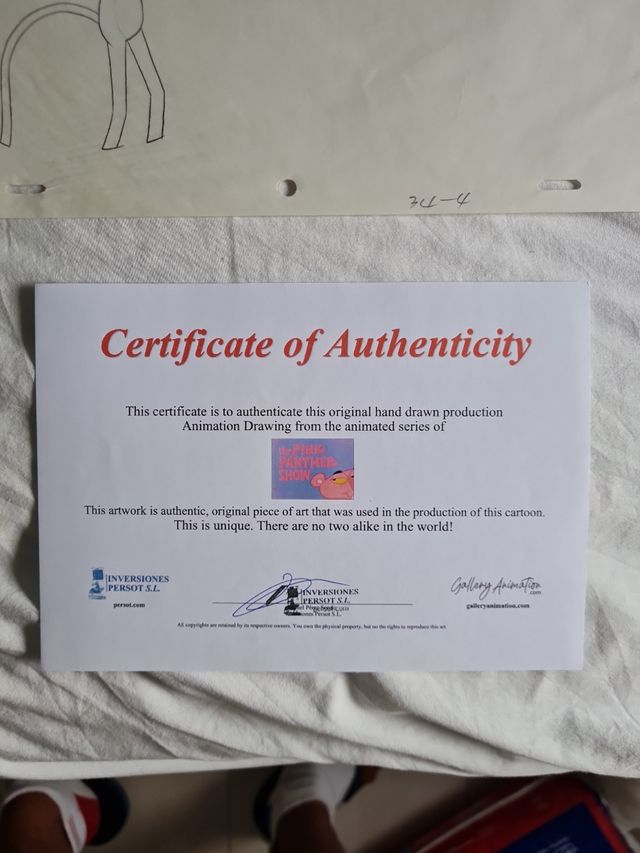 34-4
Certificate of Authenticity
This certificate is to authenticate this original hand drawn production
Animation Drawing from the animated series of
the PINK
PANTHER
SHOW
This artwork is authentic, original piece of art that was used in the production of this cartoon.
This is unique. There are no two alike in the world!
INVERSIONES
PERSOT S.L.
persot.com
INVERSIONES
PERSOT S.L.
Persot S.L.
Gallery Animation
.com
galleryanimation.com
All copyrights are retained by its respective owners. You own the physical property, but no the rights to reproduce this art.